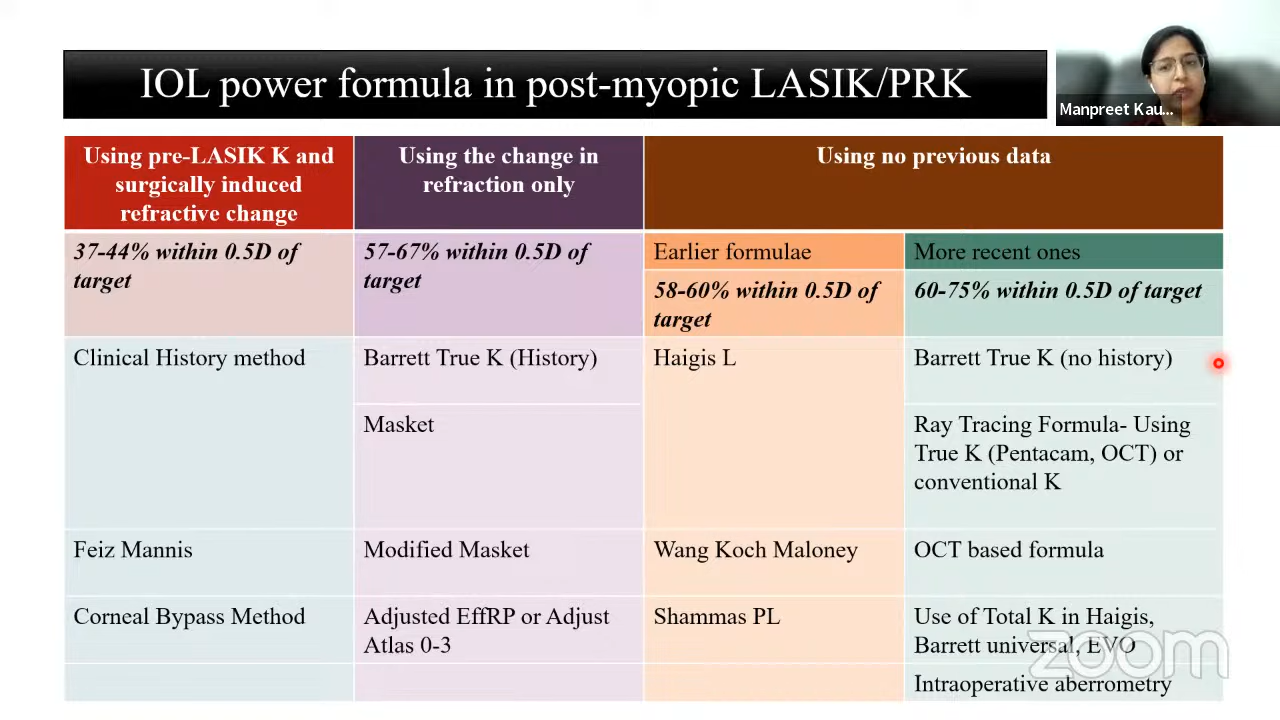 IOL power formula in post-myopic LASIK/PRK
Manpreet Kau...
Using pre-LASIK K and
surgically induced
refractive change
Using the change in
refraction only
Using no previous data
37-44% within 0.5D of
target
57-67% within 0.5D of
target
Earlier formulae
More recent ones
58-60% within 0.5D of
target
60-75% within 0.5D of target
Clinical History method
Barrett True K (History)
Haigis L
Barrett True K (no history)
Masket
Ray Tracing Formula- Using
True K (Pentacam, OCT) or
conventional K
Feiz Mannis
Modified Masket
Wang Koch Maloney
OCT based formula
Corneal Bypass Method
Adjusted EffRP or Adjust
Atlas 0-3
Shammas PL
Use of Total K in Haigis,
Barrett universal, EVO
zoom
Intraoperative aberrometry